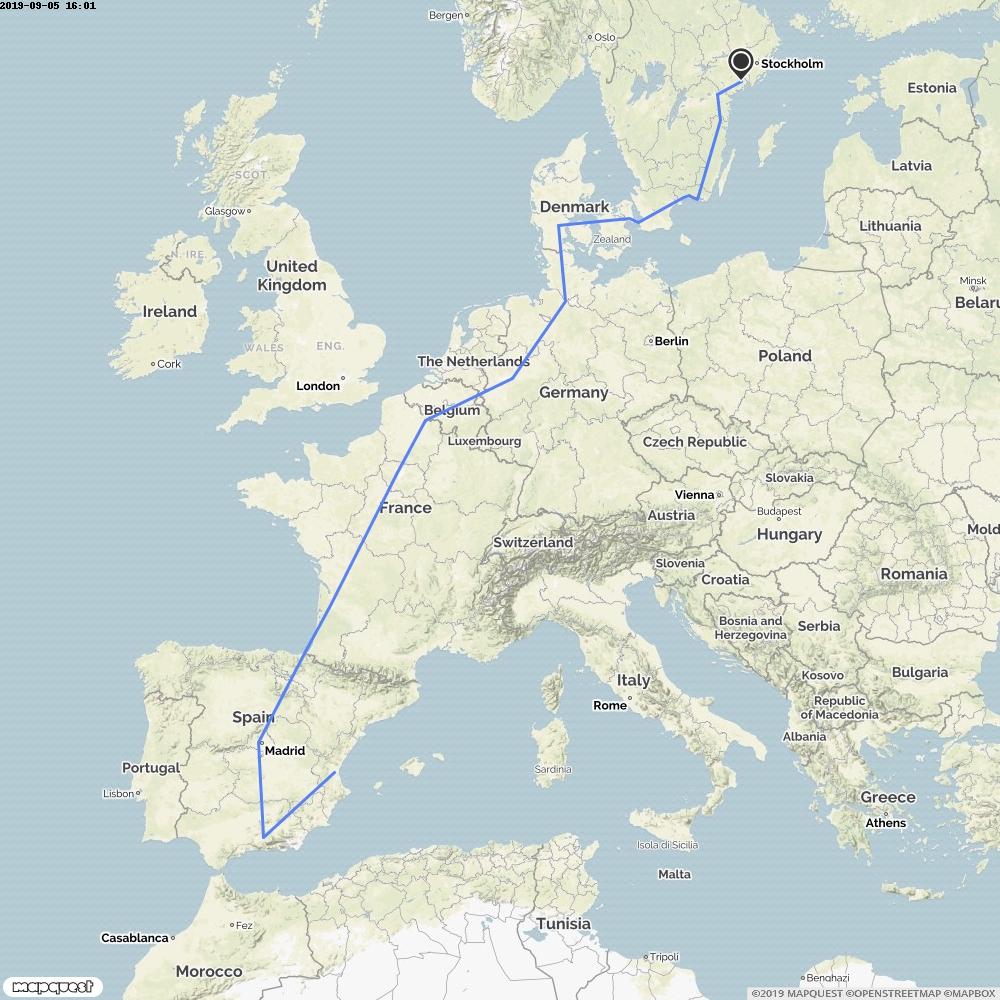 2019-09-05 16:01
Bergen
Oslo
Stockholm
Estonia
Latvia
SCOT.
Glasgow
Denmark
Lithuania
Zealand
N. IRE.
United
Kingdom
Minsk
Belaru
Ireland
WALES
ENG.
Berlin
Poland
Cork
The Netherlands
London
Germany
Belgium
Luxembourg
Czech Republic
Slovakia
Vienna
France
Austria
Budapest
Hungary
Mold
Switzerland
Slovenia
Croatia
Romania
Bosnia and
Herzegovina
Serbia
Kosovo
Bulgaria
Italy
Rome
Republic
of Macedonia
Spain
Albania
Madrid
Portugal
Sardinia
Lisbon
Greece
Athens
Isola di Sicilia
Malta
Tunisia
Fez
Casablanca
Tripoli
Morocco
Benghazi
mapquest
©2019 MAPQUEST ©OPENSTREETMAP ©MAPBOX